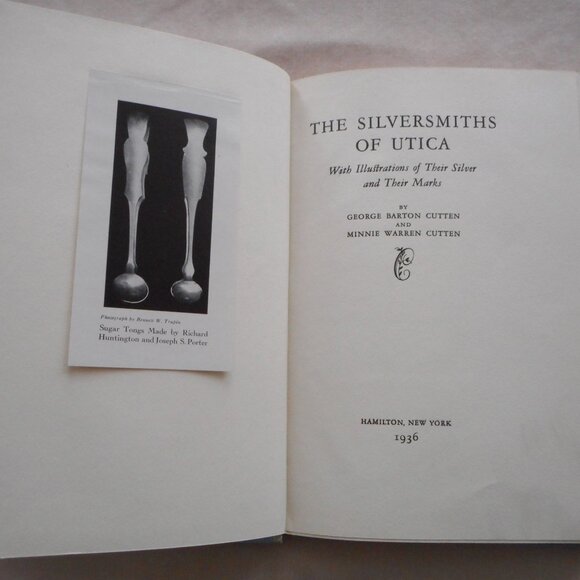 Photograph by Bennett W. Trupin
Sugar Tongs Made by Richard
Huntington and Joseph S. Porter
THE SILVERSMITHS
OF UTICA
With Illustrations of Their Silver
and Their Marks
BY
GEORGE BARTON CUTTEN
AND
MINNIE WARREN CUTTEN
HAMILTON, NEW YORK
1936